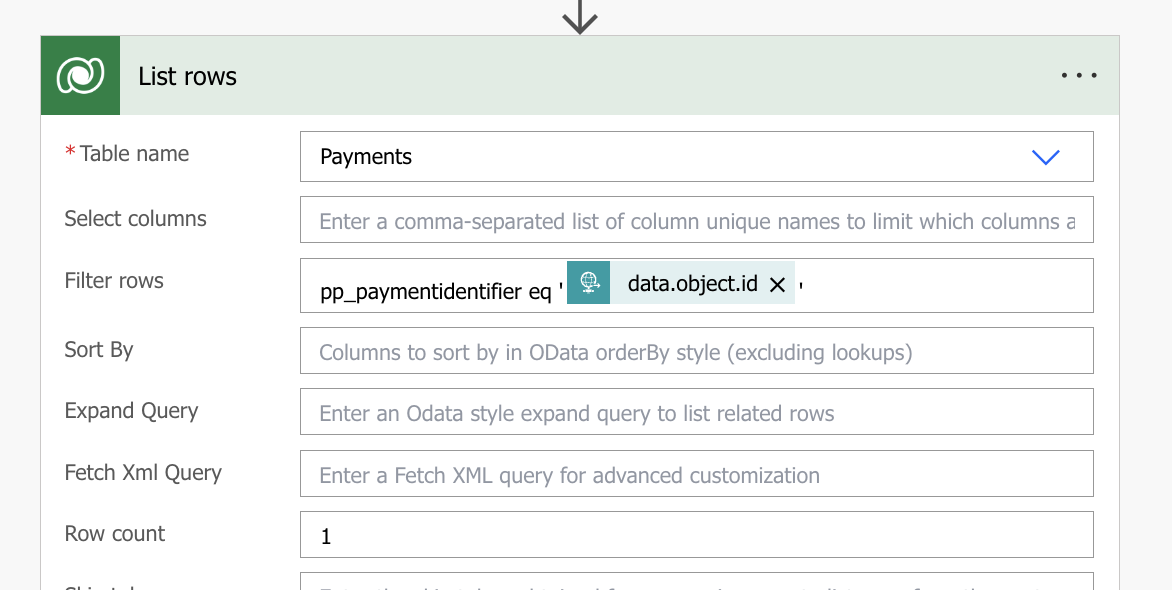 List rows
* Table name
Payments
Select columns
Enter a comma-separated list of column unique names to limit which columns a
Filter rows
pp_paymentidentifier eq ' data.object.id '
Sort By
Columns to sort by in OData orderBy style (excluding lookups)
Expand Query
Enter an Odata style expand query to list related rows
Fetch Xml Query
Enter a Fetch XML query for advanced customization
Row count
1